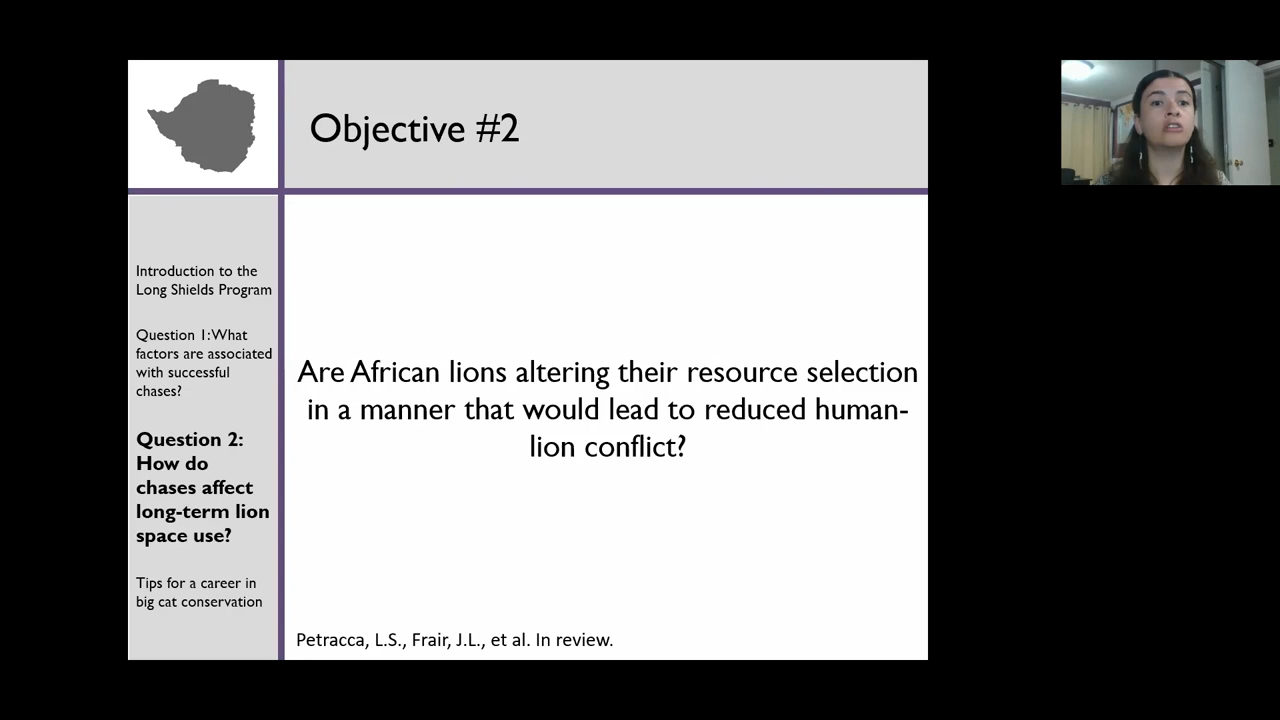 Objective #2
Introduction to the
Long Shields Program
Question 1:What
factors are associated
with successful
chases?
Question 2:
How do
chases affect
long-term lion
space use?
Tips for a career in
big cat conservation
Are African lions altering their resource selection
in a manner that would lead to reduced human-
lion conflict?
Petracca, L.S., Frair, J.L., et al. In review.